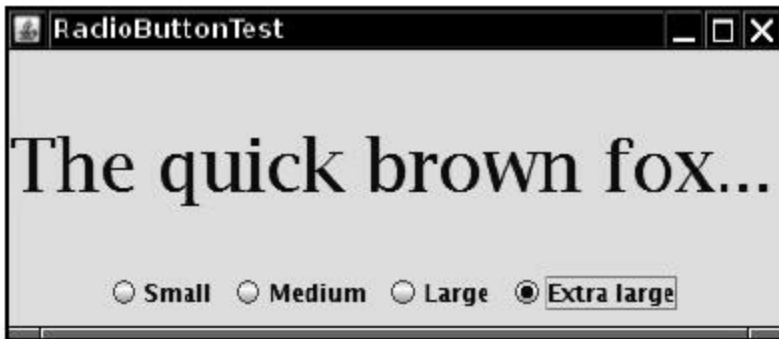 RadioButtonTest
The quick brown fox...
Small Medium Large Extra large